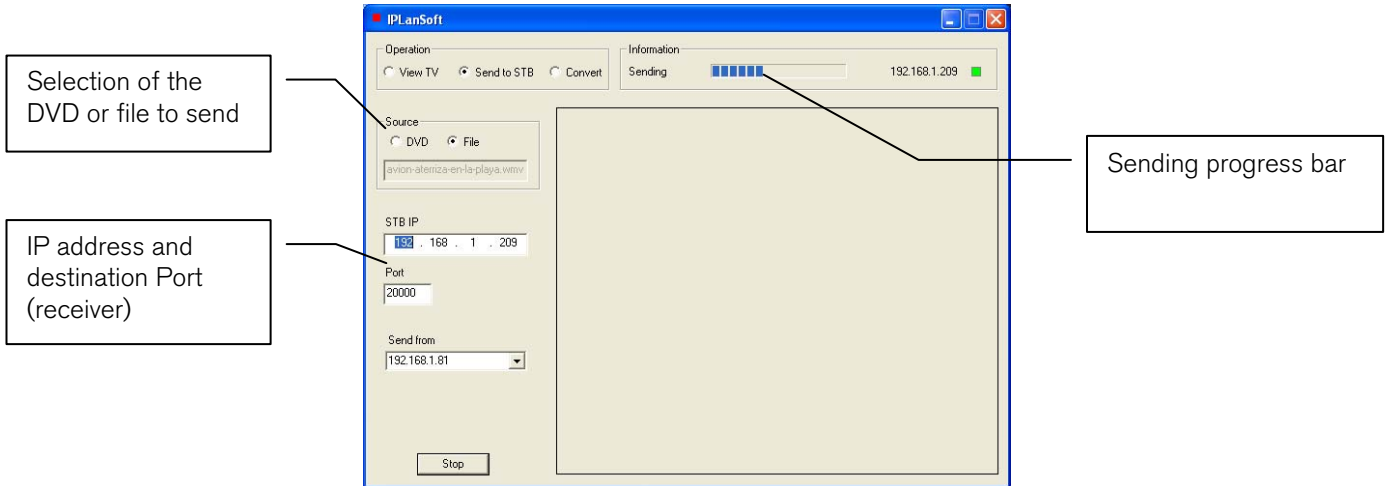 IPLanSoft
Operation
View TV Send to STB Convert
Information
Sending 192.168.1.209
Selection of the
DVD or file to send
Source
DVD File
avion-aterriza-en-la-playa.wmv
Sending progress bar
IP address and
destination Port
(receiver)
STB IP
192 . 168 . 1 . 209
Port
20000
Send from
192.168.1.81
Stop